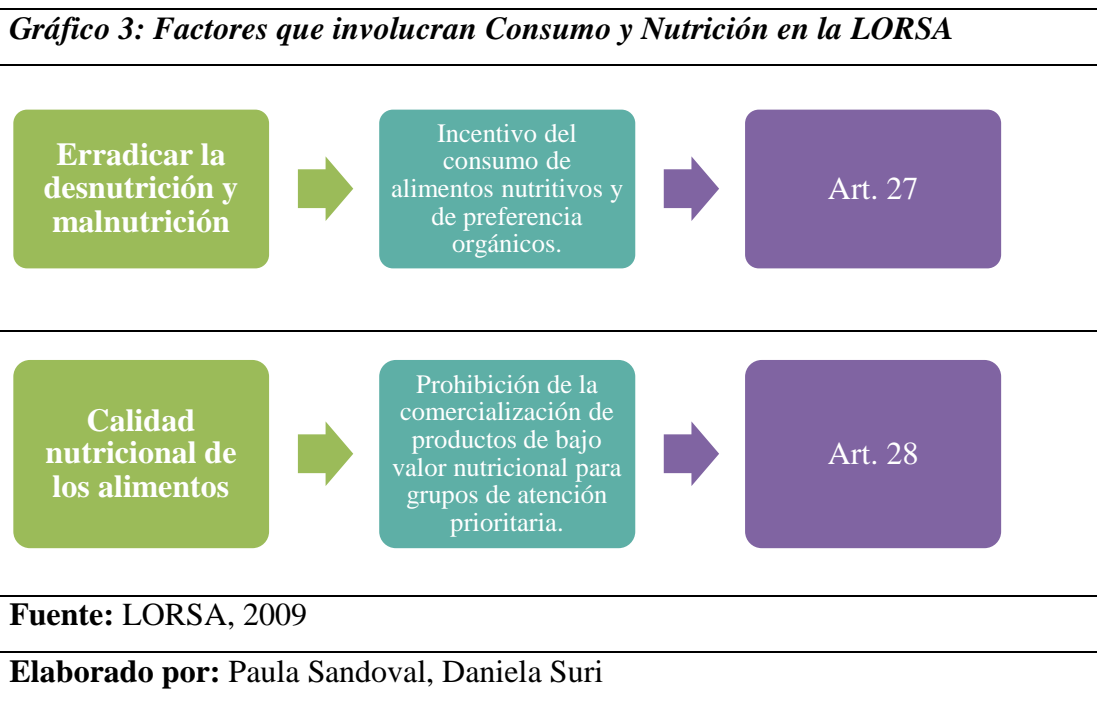 Gráfico 3: Factores que involucran Consumo y Nutrición en la LORSA
Erradicar la
desnutrición y
malnutrición
Incentivo del
consumo de
alimentos nutritivos y
de preferencia
orgánicos.
Art. 27
Calidad
nutricional de
los alimentos
Prohibición de la
comercialización de
productos de bajo
valor nutricional para
grupos de atención
prioritaria.
Art. 28
Fuente: LORSA, 2009
Elaborado por: Paula Sandoval, Daniela Suri